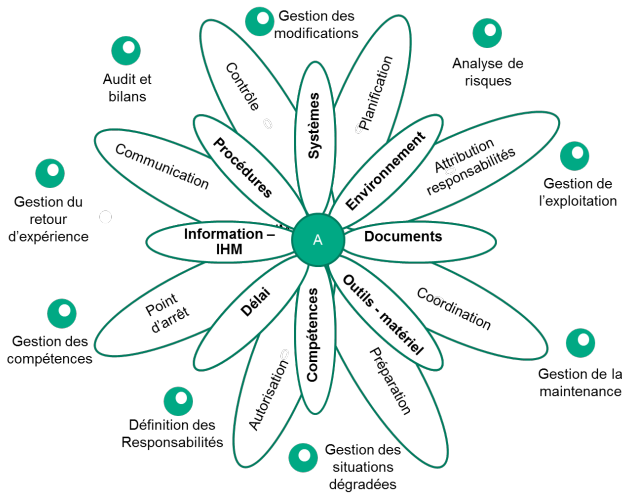 Gestion des
modifications
Analyse de
risques
Audit et
bilans
Contrôle
Planification
Systèmes
Procédures
Environnement
Attribution
responsabilités
Communication
Gestion de
l’exploitation
Gestion du
retour
d’expérience
Information –
IHM
A
Documents
Point
d’arrêt
Délai
Compétences
Outils - matériel
Coordination
Gestion des
compétences
Autorisation
Préparation
Gestion de la
maintenance
Définition des
Responsabilités
Gestion des
situations
dégradées